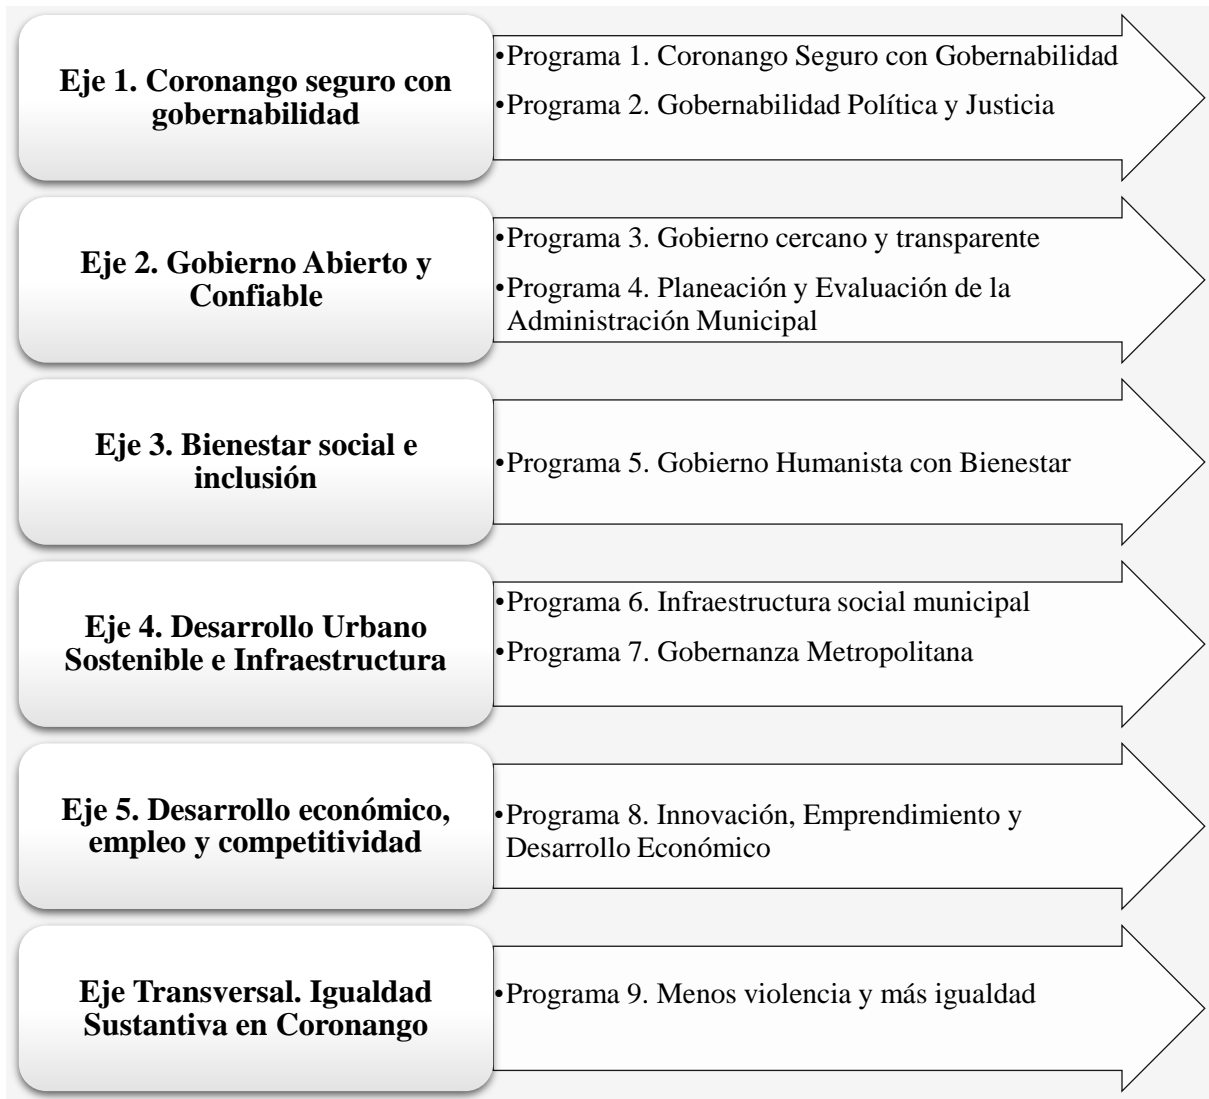 Eje 1. Coronango seguro con
gobernabilidad
•Programa 1. Coronango Seguro con Gobernabilidad
•Programa 2. Gobernabilidad Política y Justicia
Eje 2. Gobierno Abierto y
Confiable
•Programa 3. Gobierno cercano y transparente
•Programa 4. Planeación y Evaluación de la
Administración Municipal
Eje 3. Bienestar social e
inclusión
•Programa 5. Gobierno Humanista con Bienestar
Eje 4. Desarrollo Urbano
Sostenible e Infraestructura
•Programa 6. Infraestructura social municipal
•Programa 7. Gobernanza Metropolitana
Eje 5. Desarrollo económico,
empleo y competitividad
•Programa 8. Innovación, Emprendimiento y
Desarrollo Económico
Eje Transversal. Igualdad
Sustantiva en Coronango
•Programa 9. Menos violencia y más igualdad